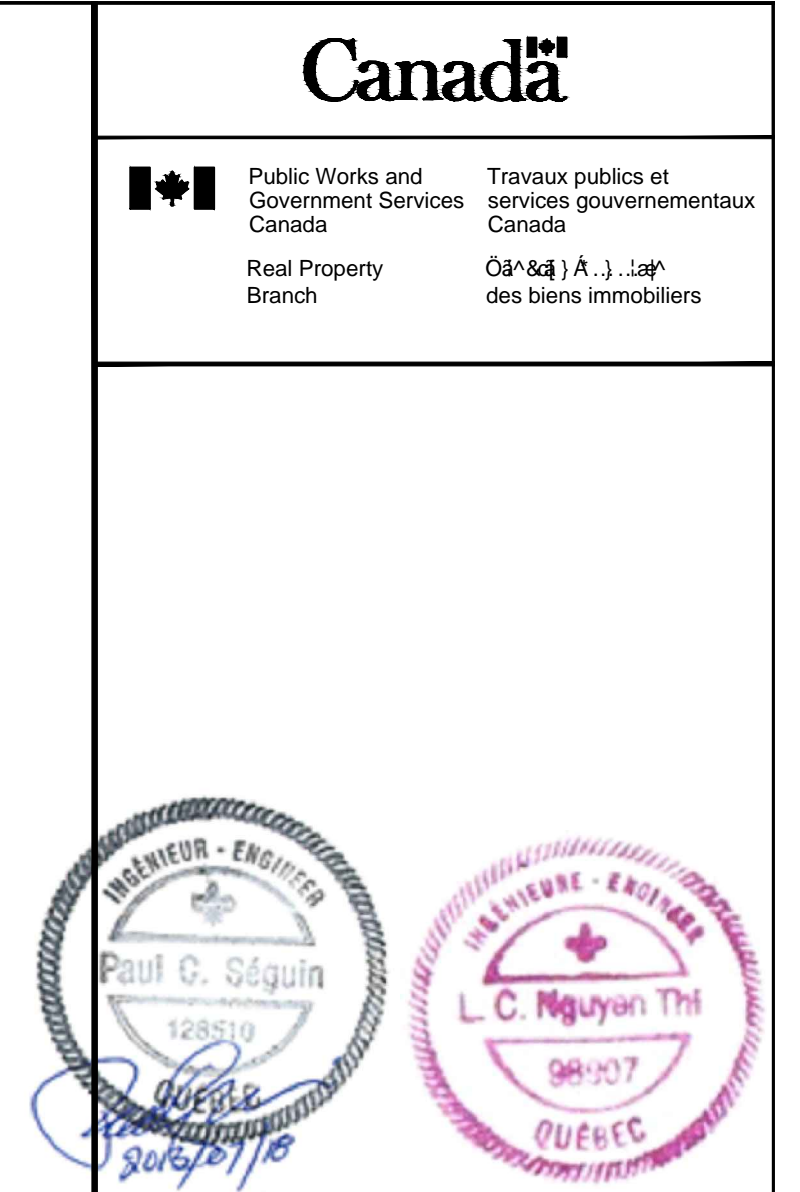 Canada
Public Works and
Government Services
Canada
Travaux publics et
services gouvernementaux
Canada
Real Property
Branch
des biens immobiliers
INGÉNIEUR - ENGINEER
Paul C. Séguin
128510
QUÉBEC
INGÉNIEURE - ENGINEER
L. C. Nguyen Thi
98907
QUÉBEC